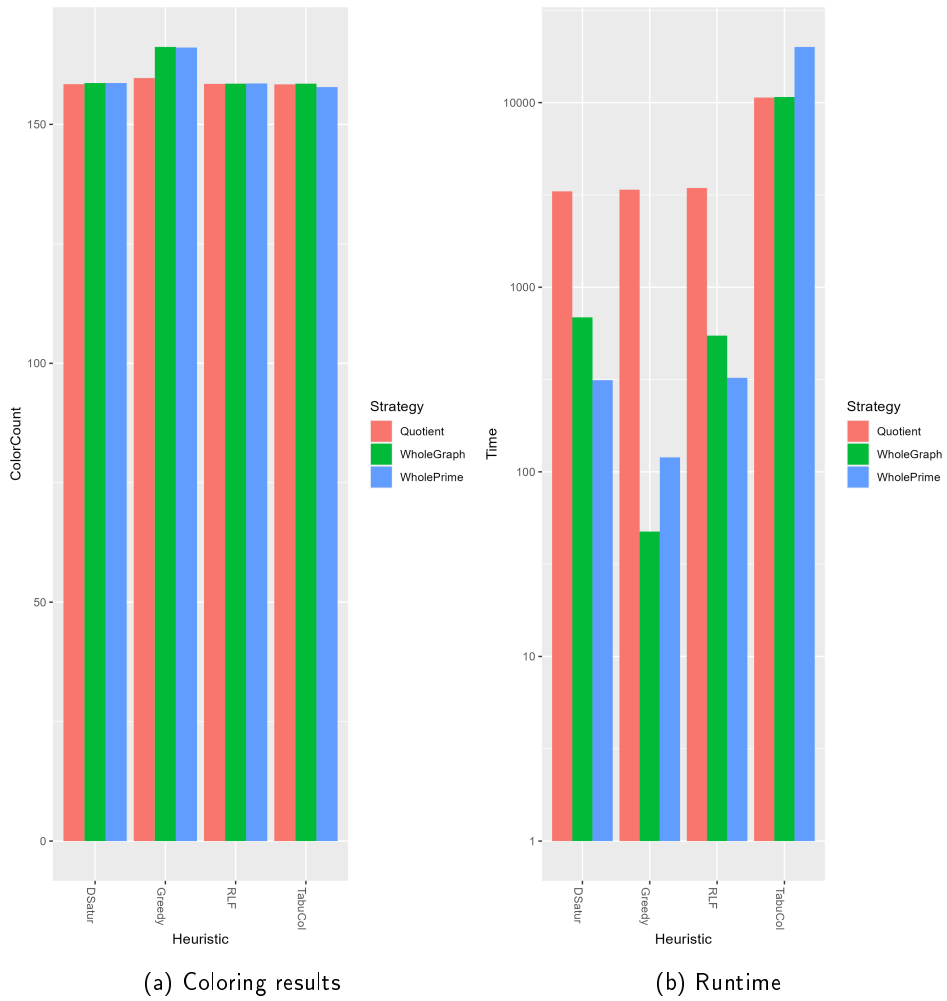 ColorCount
150
100
50
0
DSatur
Greedy
RLF
TabuCol
Heuristic
Strategy
Quotient
WholeGraph
WholePrime
(a) Coloring results
Time
10000
1000
100
10
1
DSatur
Greedy
RLF
TabuCol
Heuristic
Strategy
Quotient
WholeGraph
WholePrime
(b) Runtime